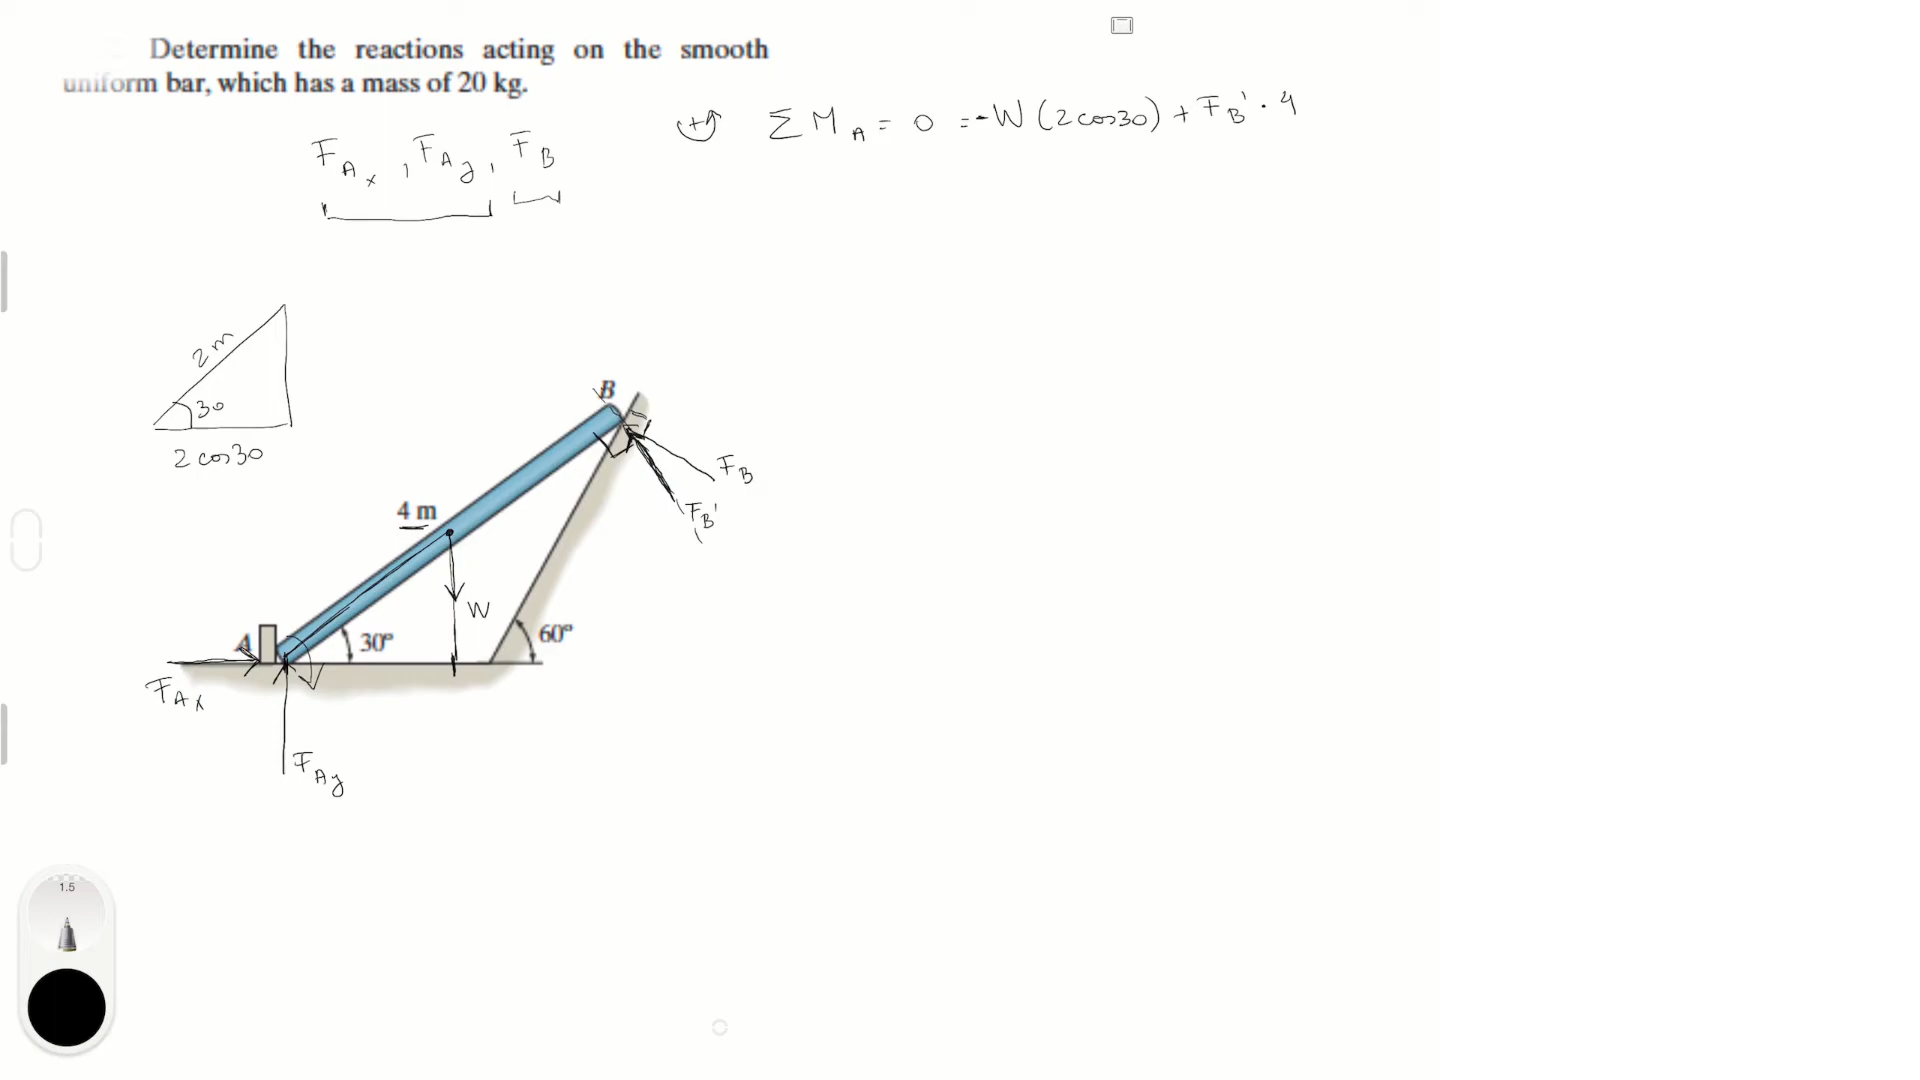 Determine the reactions acting on the smooth
uniform bar, which has a mass of 20 kg.
(+ ∑ M_A = 0 = -W (2cos30) + F_B' · 4
F_Ax , F_Ay , F_B
2m
30
2cos30
B
F_B
4 m
F_B'
W
A
30°
60°
F_Ax
F_Ay
1.5